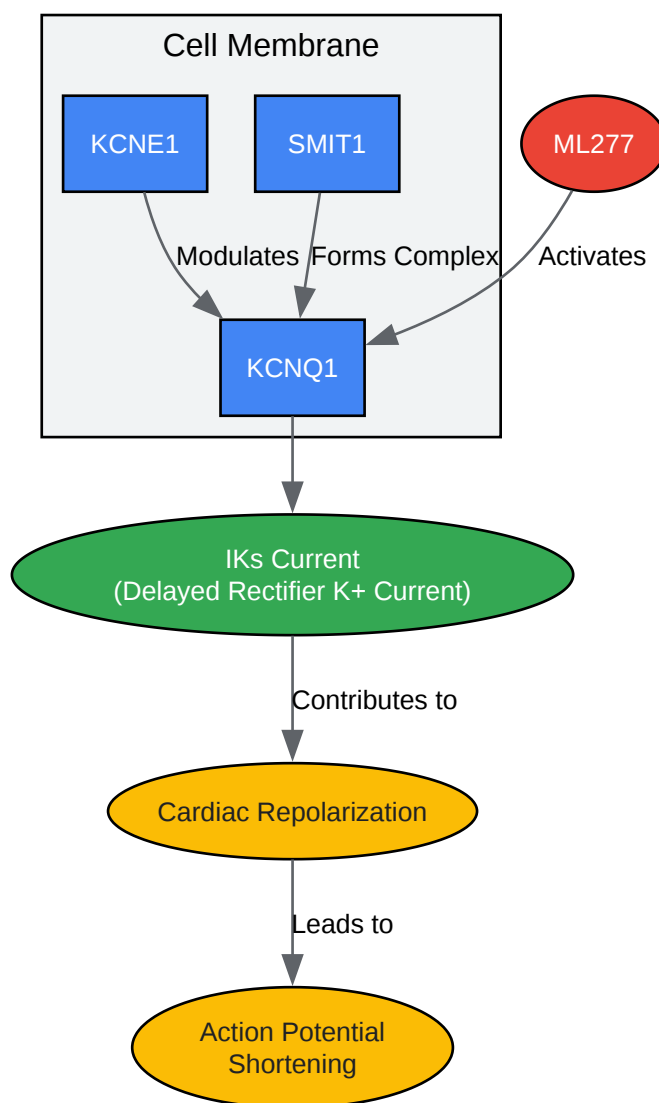 Cell Membrane
KCNE1
SMIT1
ML277
Modulates
Forms Complex
Activates
KCNQ1
IKs Current
(Delayed Rectifier K+ Current)
Contributes to
Cardiac Repolarization
Leads to
Action Potential
Shortening